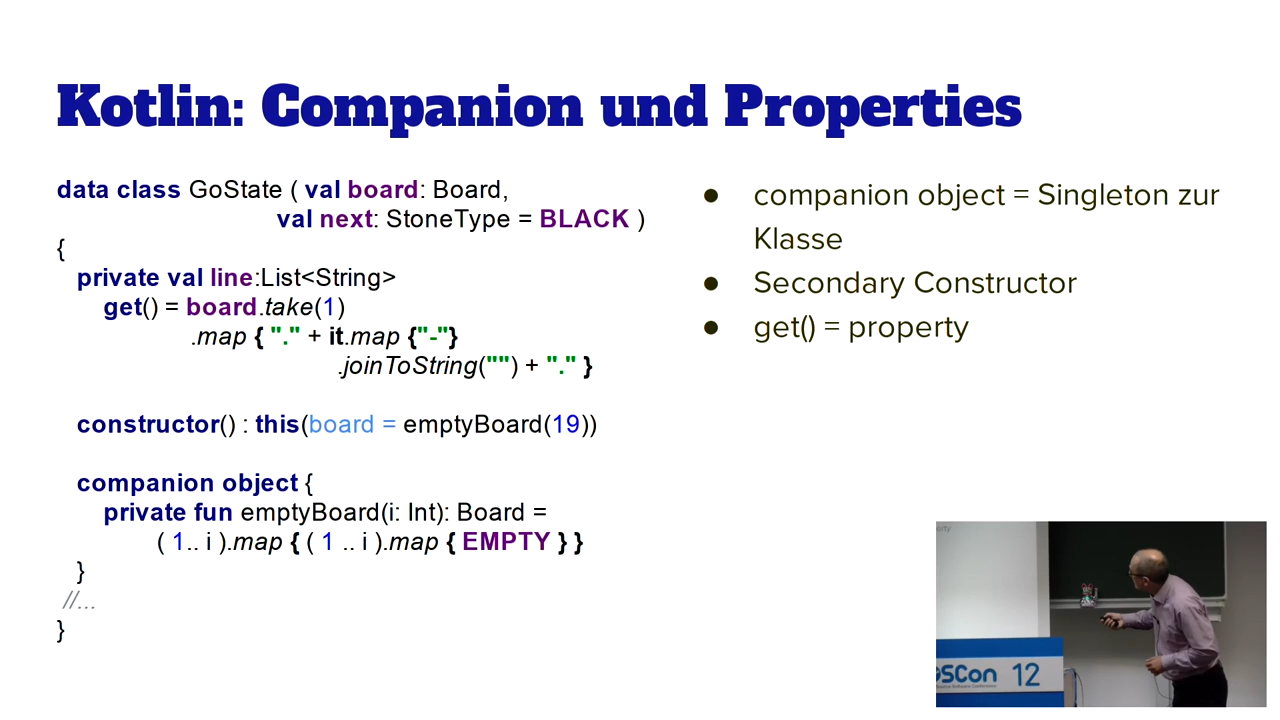 Kotlin: Companion und Properties
data class GoState ( val board: Board,
val next: StoneType = BLACK )
{
private val line:List<String>
get() = board.take(1)
.map { "." + it.map {"-"}
.joinToString("") + "." }
constructor() : this(board = emptyBoard(19))
companion object {
private fun emptyBoard(i: Int): Board =
( 1.. i ).map { ( 1 .. i ).map { EMPTY } }
}
//...
}
● companion object = Singleton zur
Klasse
● Secondary Constructor
● get() = property
SCon 12